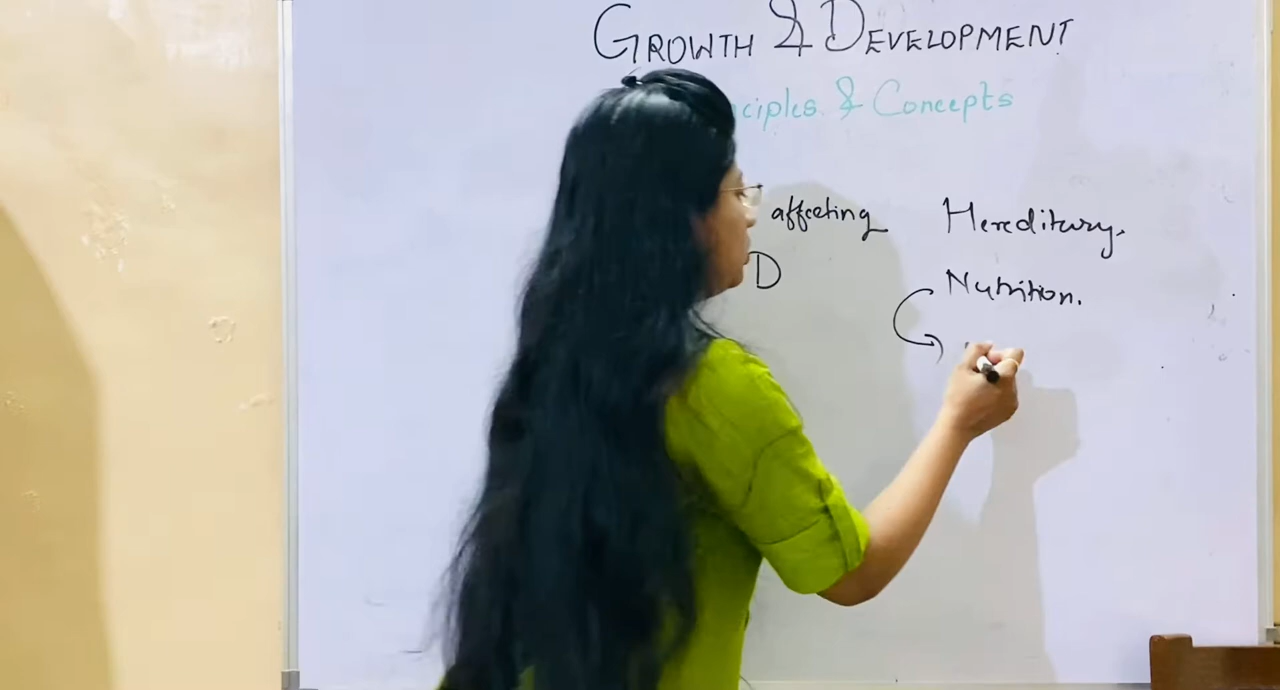 GROWTH & DEVELOPMENT
ciples & Concepts
affecting
D
Hereditary.
Nutrition.